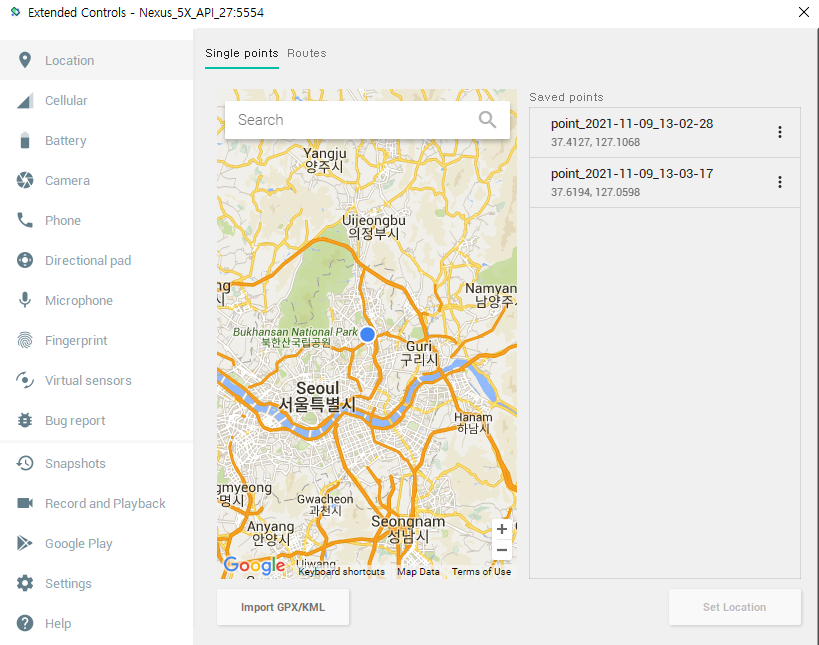 Extended Controls - Nexus_5X_API_27:5554
Location
Cellular
Battery
Camera
Phone
Directional pad
Microphone
Fingerprint
Virtual sensors
Bug report
Snapshots
Record and Playback
Google Play
Settings
Help
Single points Routes
Search
Yangju
양주시
Uijeongbu
의정부시
Namyan
남양주
Bukhansan National Park
북한산국립공원
Guri
구리시
Seoul
서울특별시
Hanam
하남시
gmyeong
명시
Gwacheon
과천시
Anyang
안양시
Seongnam
성남시
Uiwang
Google
Keyboard shortcuts Map Data Terms of Use
Import GPX/KML
Saved points
point_2021-11-09_13-02-28
37.4127, 127.1068
point_2021-11-09_13-03-17
37.6194, 127.0598
Set Location